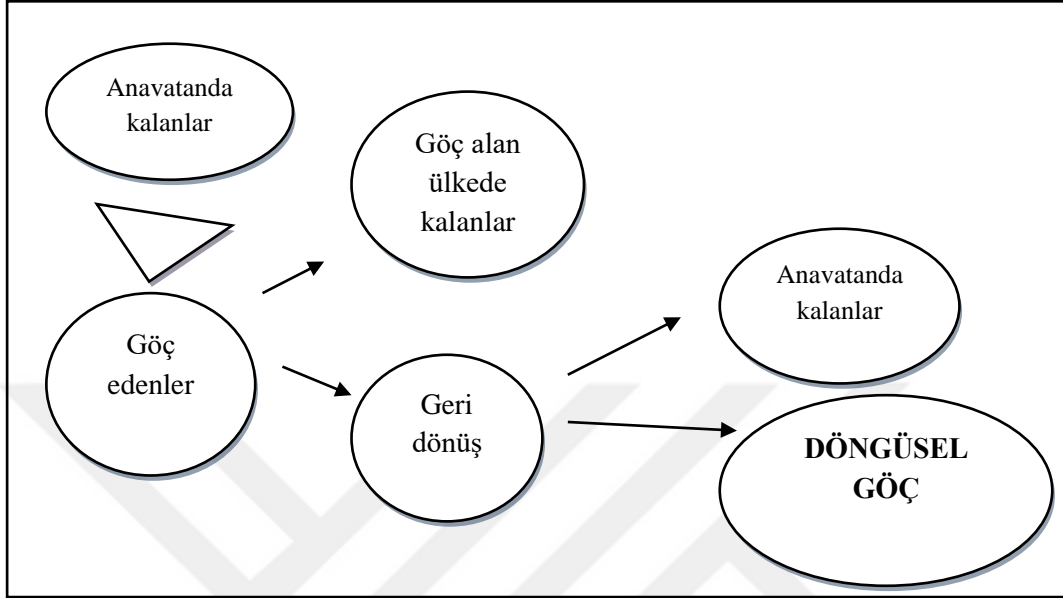 Anavatanda
kalanlar
Göç alan
ülkede
kalanlar
Göç
edenler
Geri
dönüş
Anavatanda
kalanlar
DÖNGÜSEL
GÖÇ